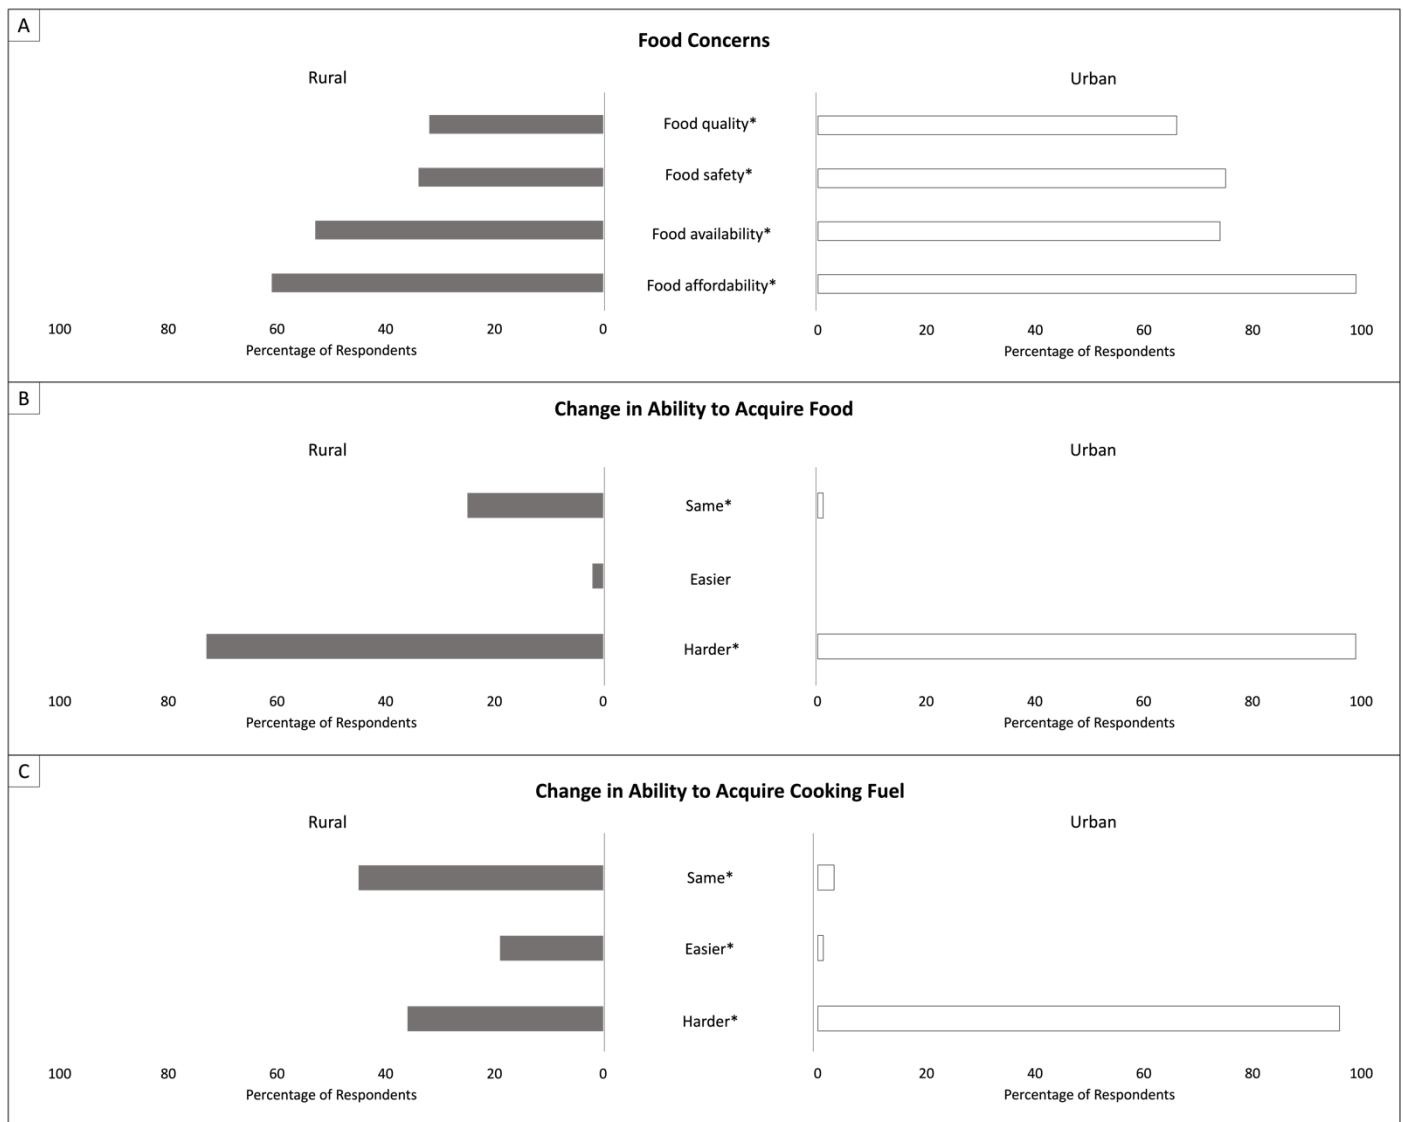 A
Food Concerns
Rural
Urban
Food quality*
Food safety*
Food availability*
Food affordability*
100 80 60 40 20 0
0 20 40 60 80 100
Percentage of Respondents
Percentage of Respondents
B
Change in Ability to Acquire Food
Rural
Urban
Same*
Easier
Harder*
100 80 60 40 20 0
0 20 40 60 80 100
Percentage of Respondents
Percentage of Respondents
C
Change in Ability to Acquire Cooking Fuel
Rural
Urban
Same*
Easier*
Harder*
100 80 60 40 20 0
0 20 40 60 80 100
Percentage of Respondents
Percentage of Respondents